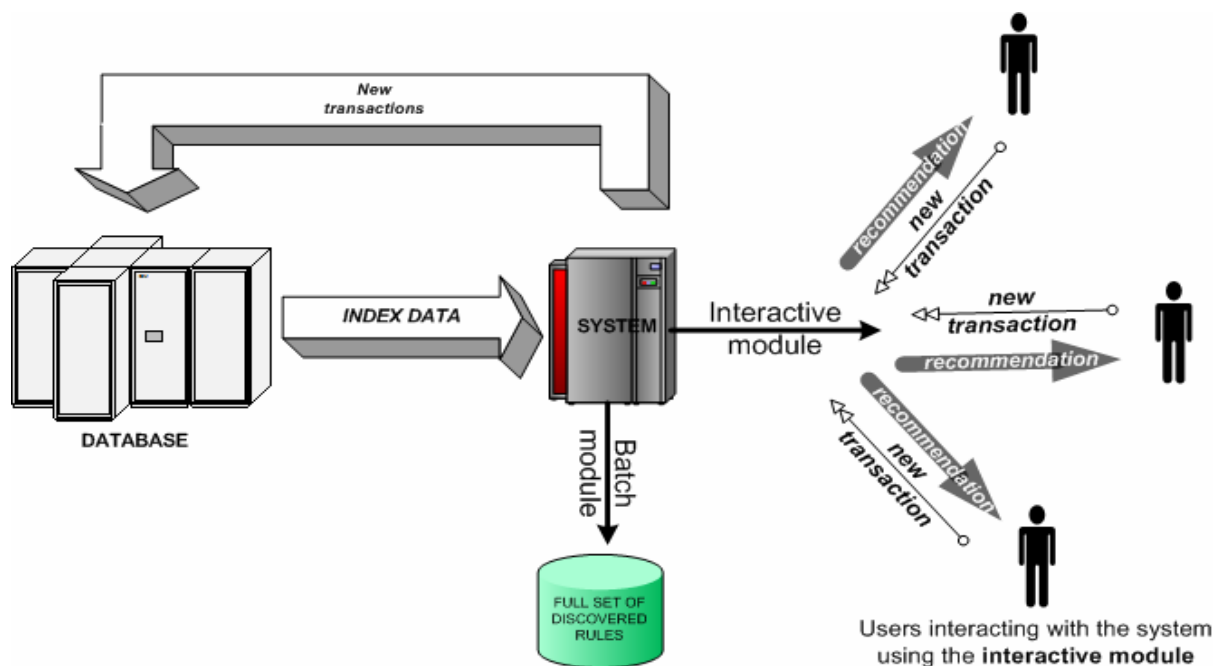 New
transactions
INDEX DATA
SYSTEM
DATABASE
Interactive
module
Batch
module
FULL SET OF
DISCOVERED
RULES
recommendation
new
transaction
new
transaction
recommendation
recommendation
new
transaction
Users interacting with the system
using the interactive module